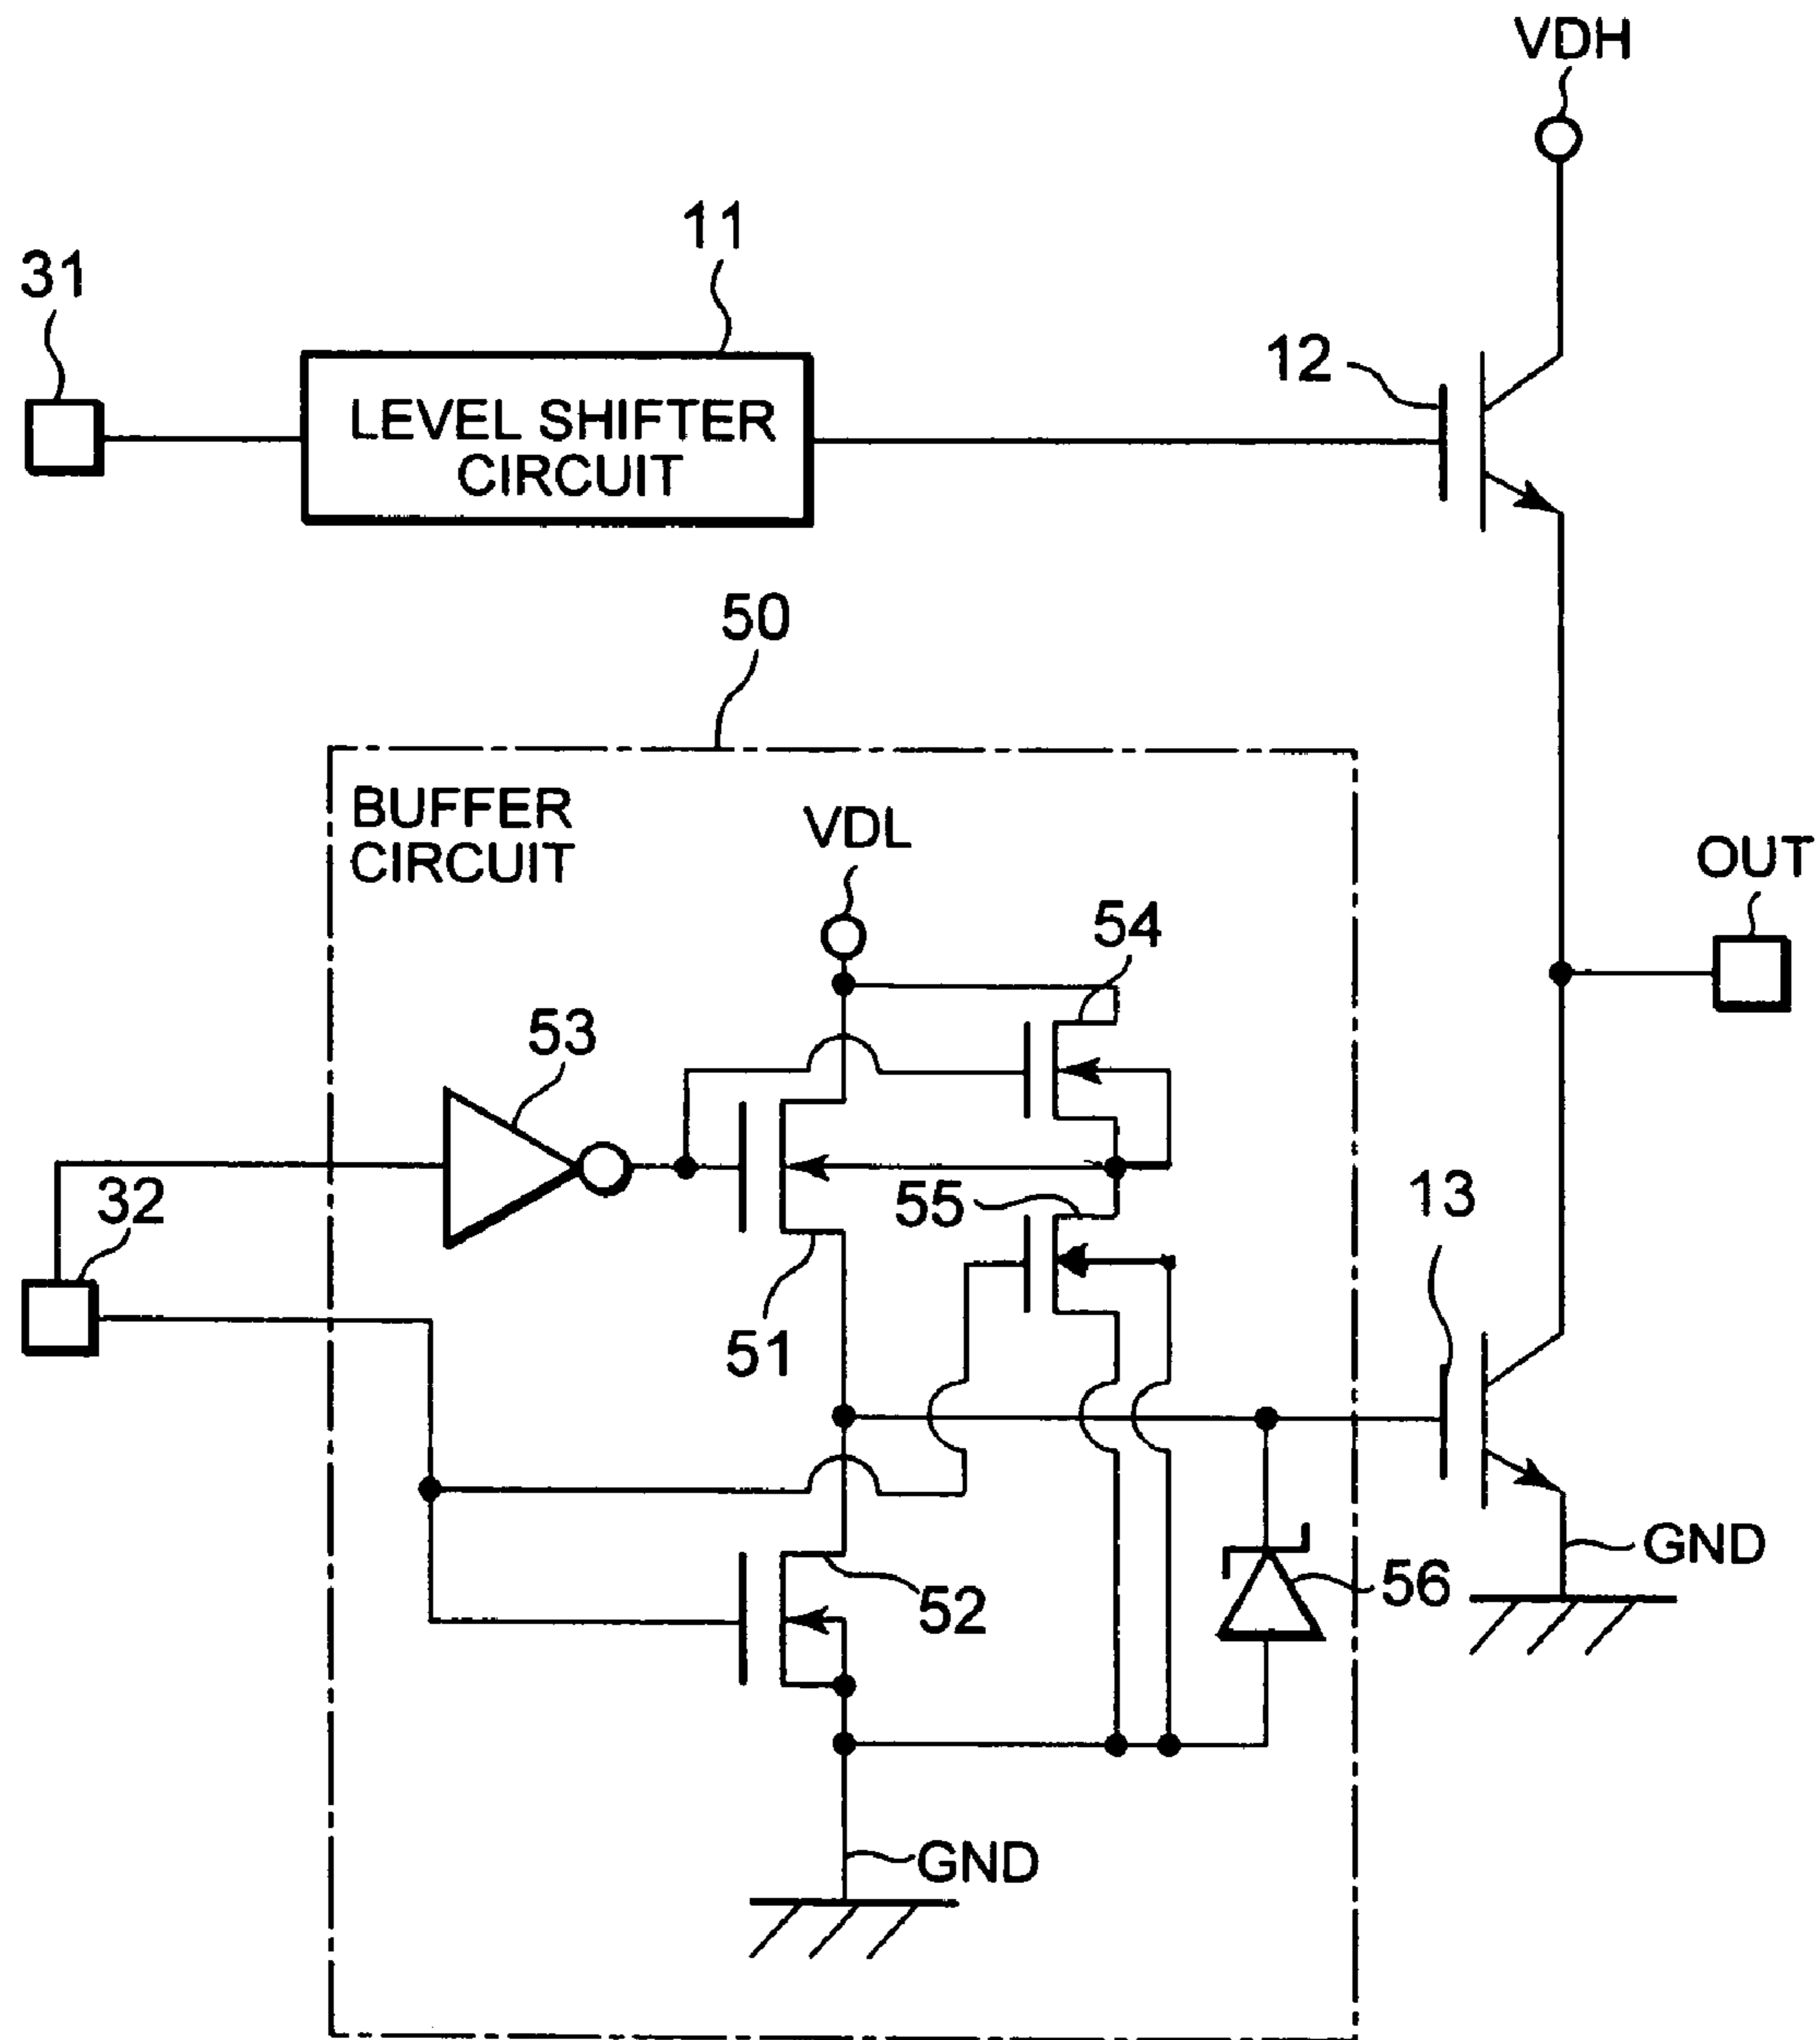 VDH
11
31
12
LEVEL SHIFTER
CIRCUIT
50
BUFFER
CIRCUIT
VDL
OUT
54
53
32
55
13
51
GND
52
56
GND